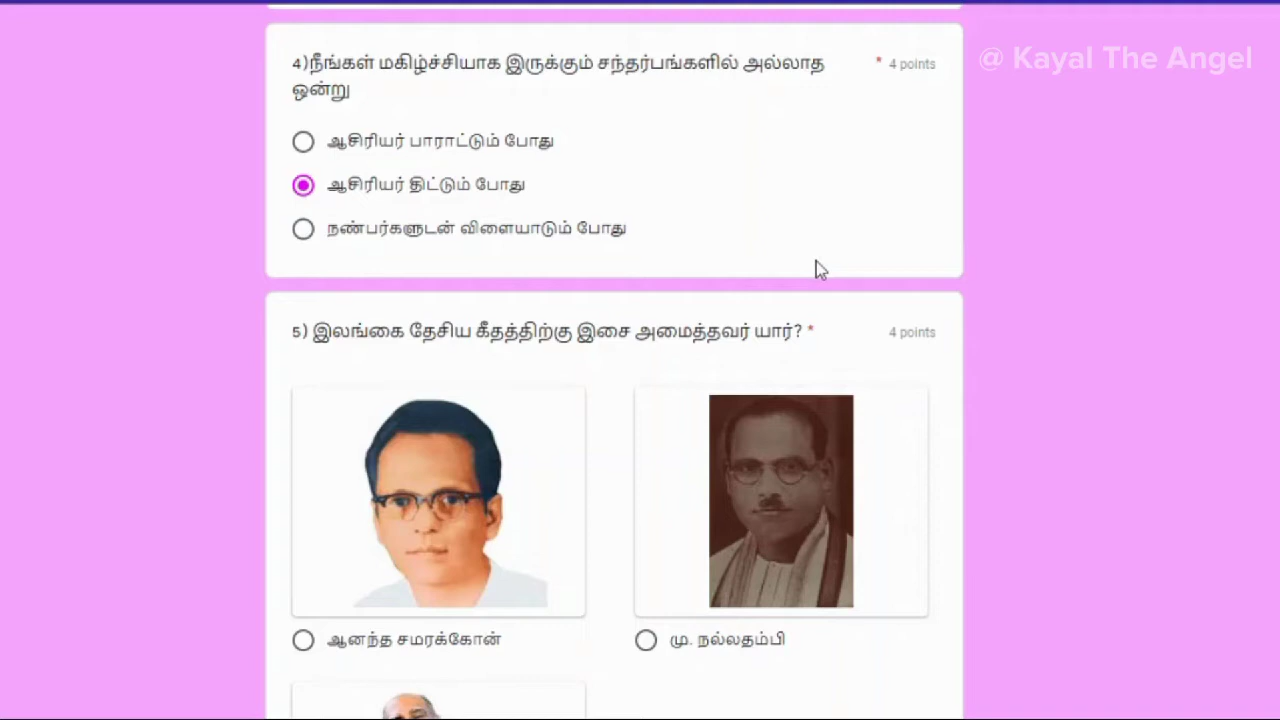 @ Kayal The Angel
4)நீங்கள் மகிழ்ச்சியாக இருக்கும் சந்தர்பங்களில் அல்லாத * 4 points
ஒன்று
ஆசிரியர் பாராட்டும் போது
ஆசிரியர் திட்டும் போது
நண்பர்களுடன் விளையாடும் போது
5) இலங்கை தேசிய கீதத்திற்கு இசை அமைத்தவர் யார்? * 4 points
ஆனந்த சமரக்கோன்
மு. நல்லதம்பி